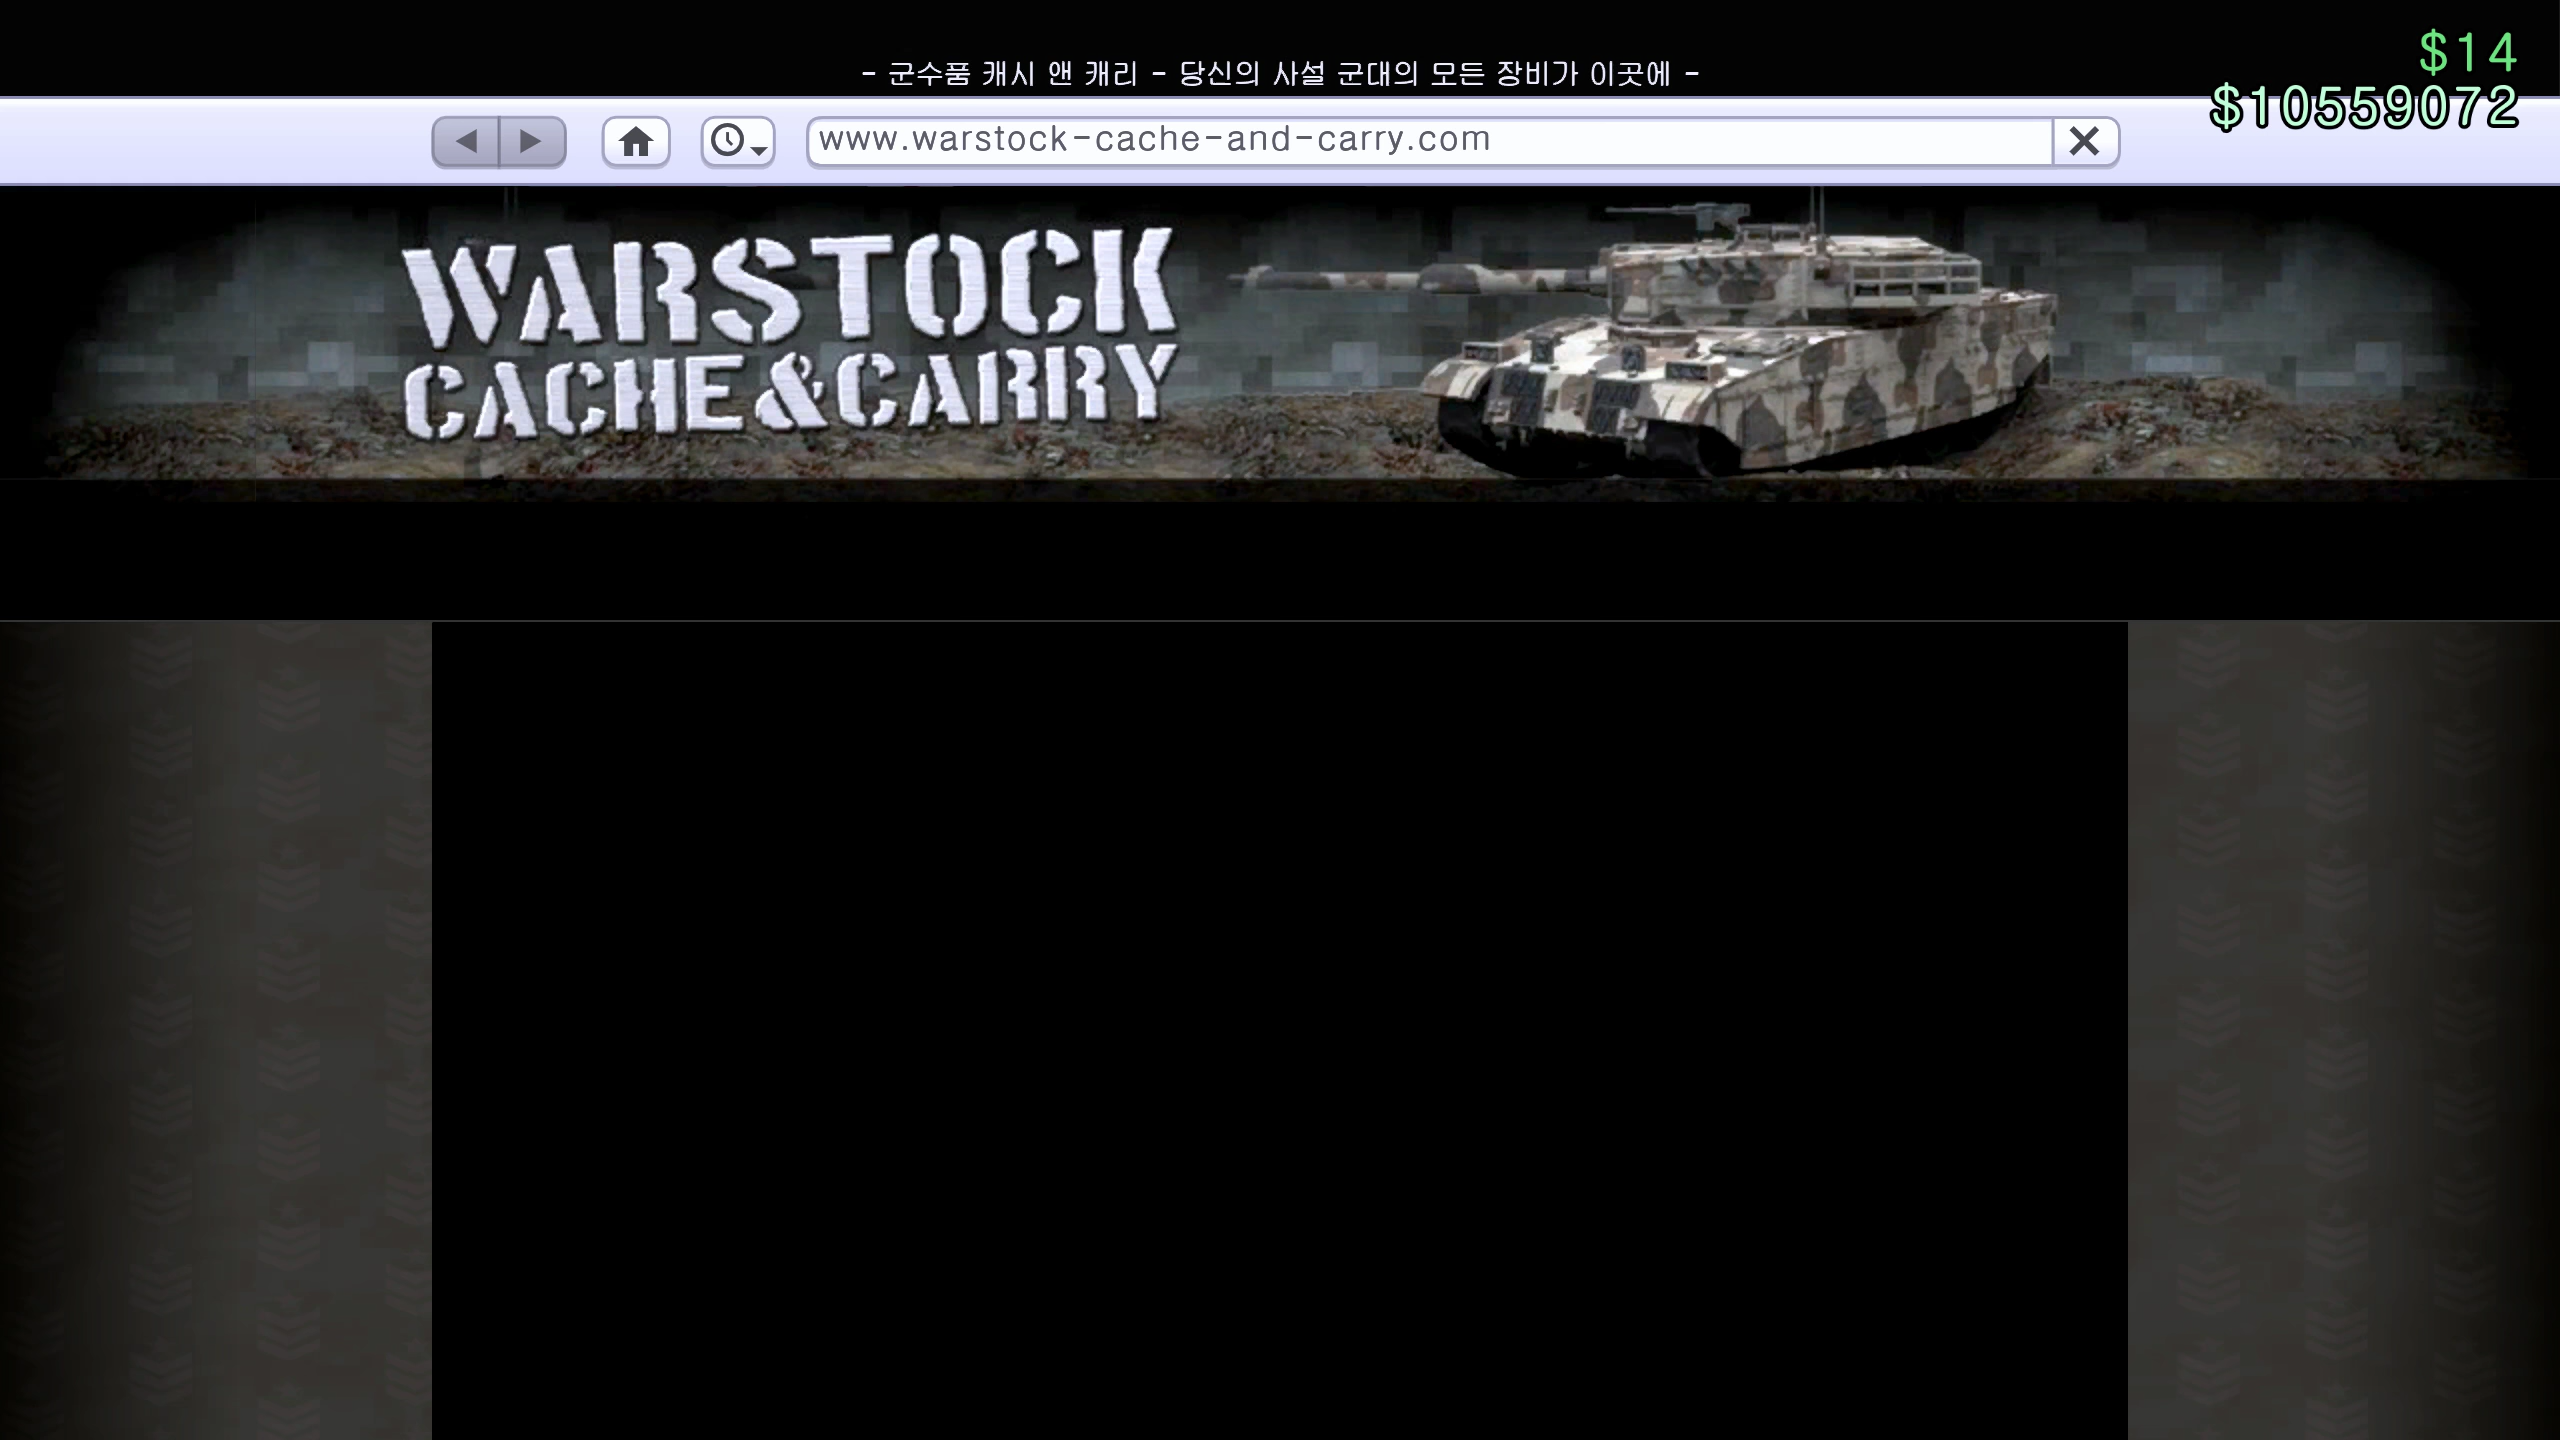 $14
- 군수품 캐시 앤 캐리 - 당신의 사설 군대의 모든 장비가 이곳에 -
$10559072
www.warstock-cache-and-carry.com
WARSTOCK
CACHE&CARRY